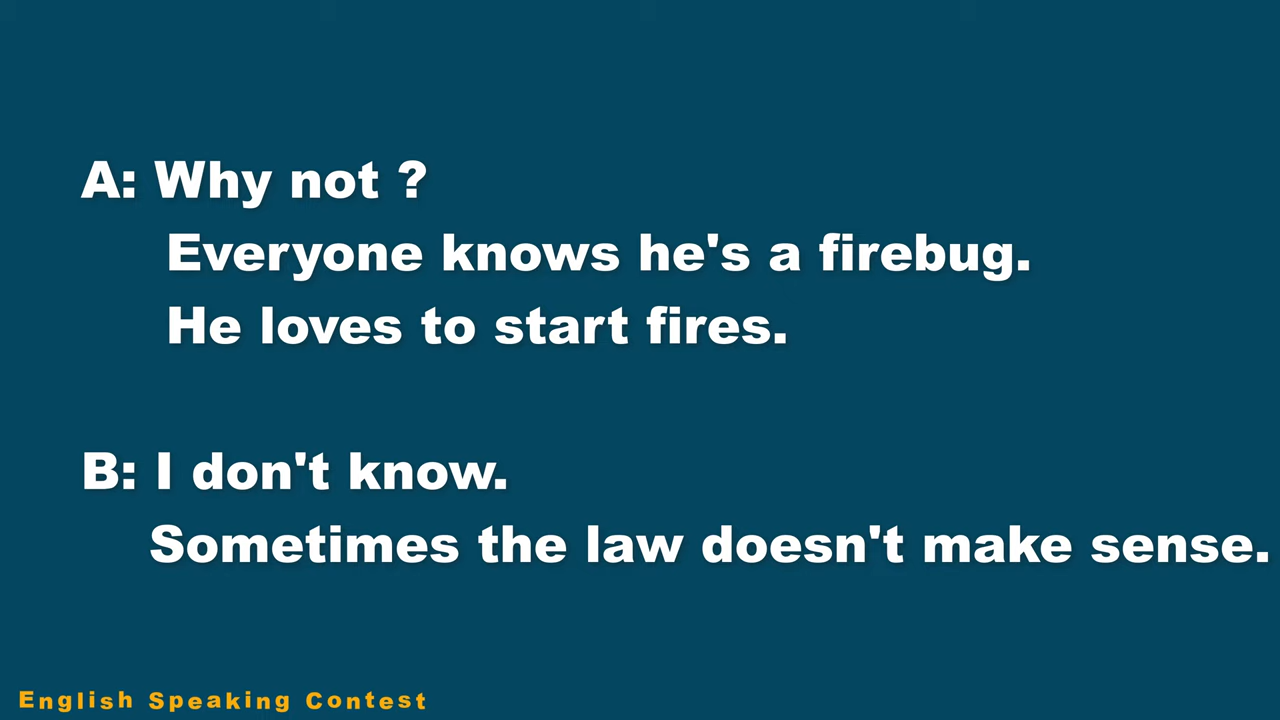 A: Why not ?
Everyone knows he's a firebug.
He loves to start fires.
B: I don't know.
Sometimes the law doesn't make sense.
English Speaking Contest